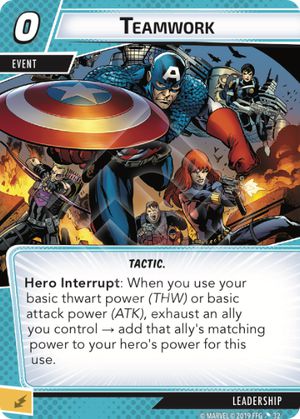 0
TEAMWORK
EVENT
TACTIC.
Hero Interrupt: When you use your
basic thwart power (THW) or basic
attack power (ATK), exhaust an ally
you control → add that ally's matching
power to your hero's power for this
use.
LEADERSHIP
© MARVEL © 2019 FFG 72